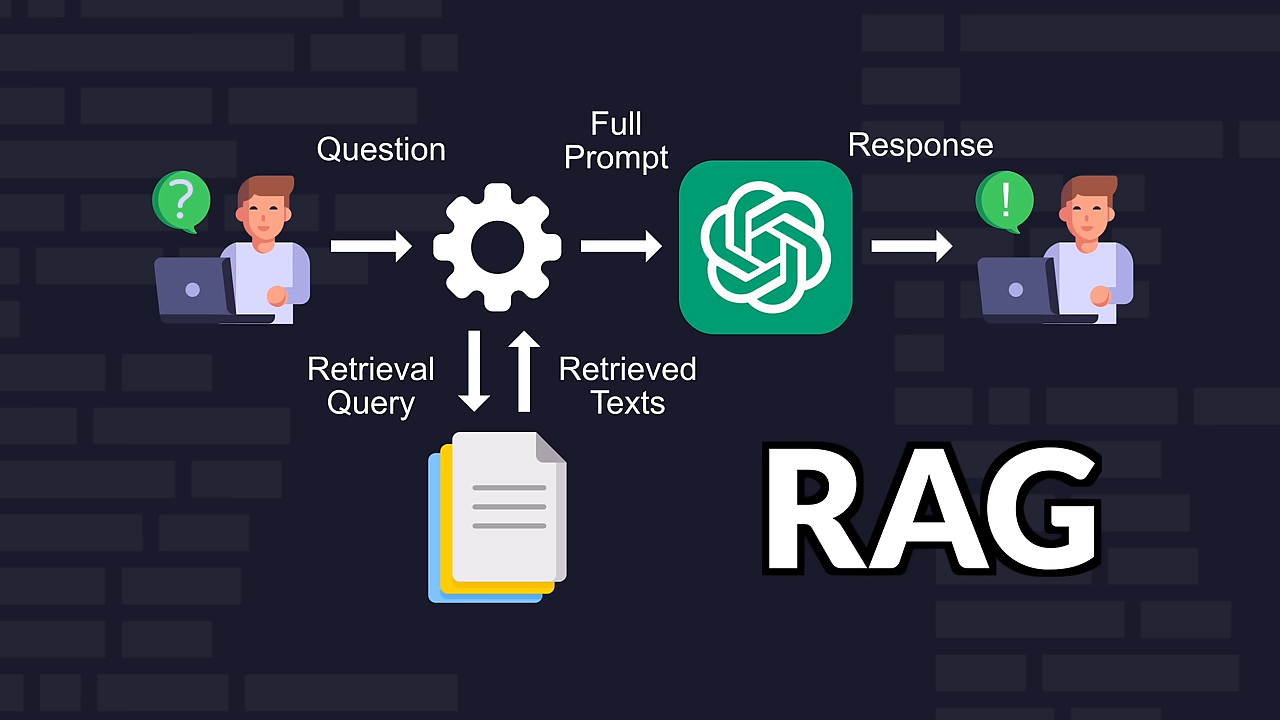 Question
Full
Prompt
Response
?
!
Retrieval
Query
Retrieved
Texts
RAG